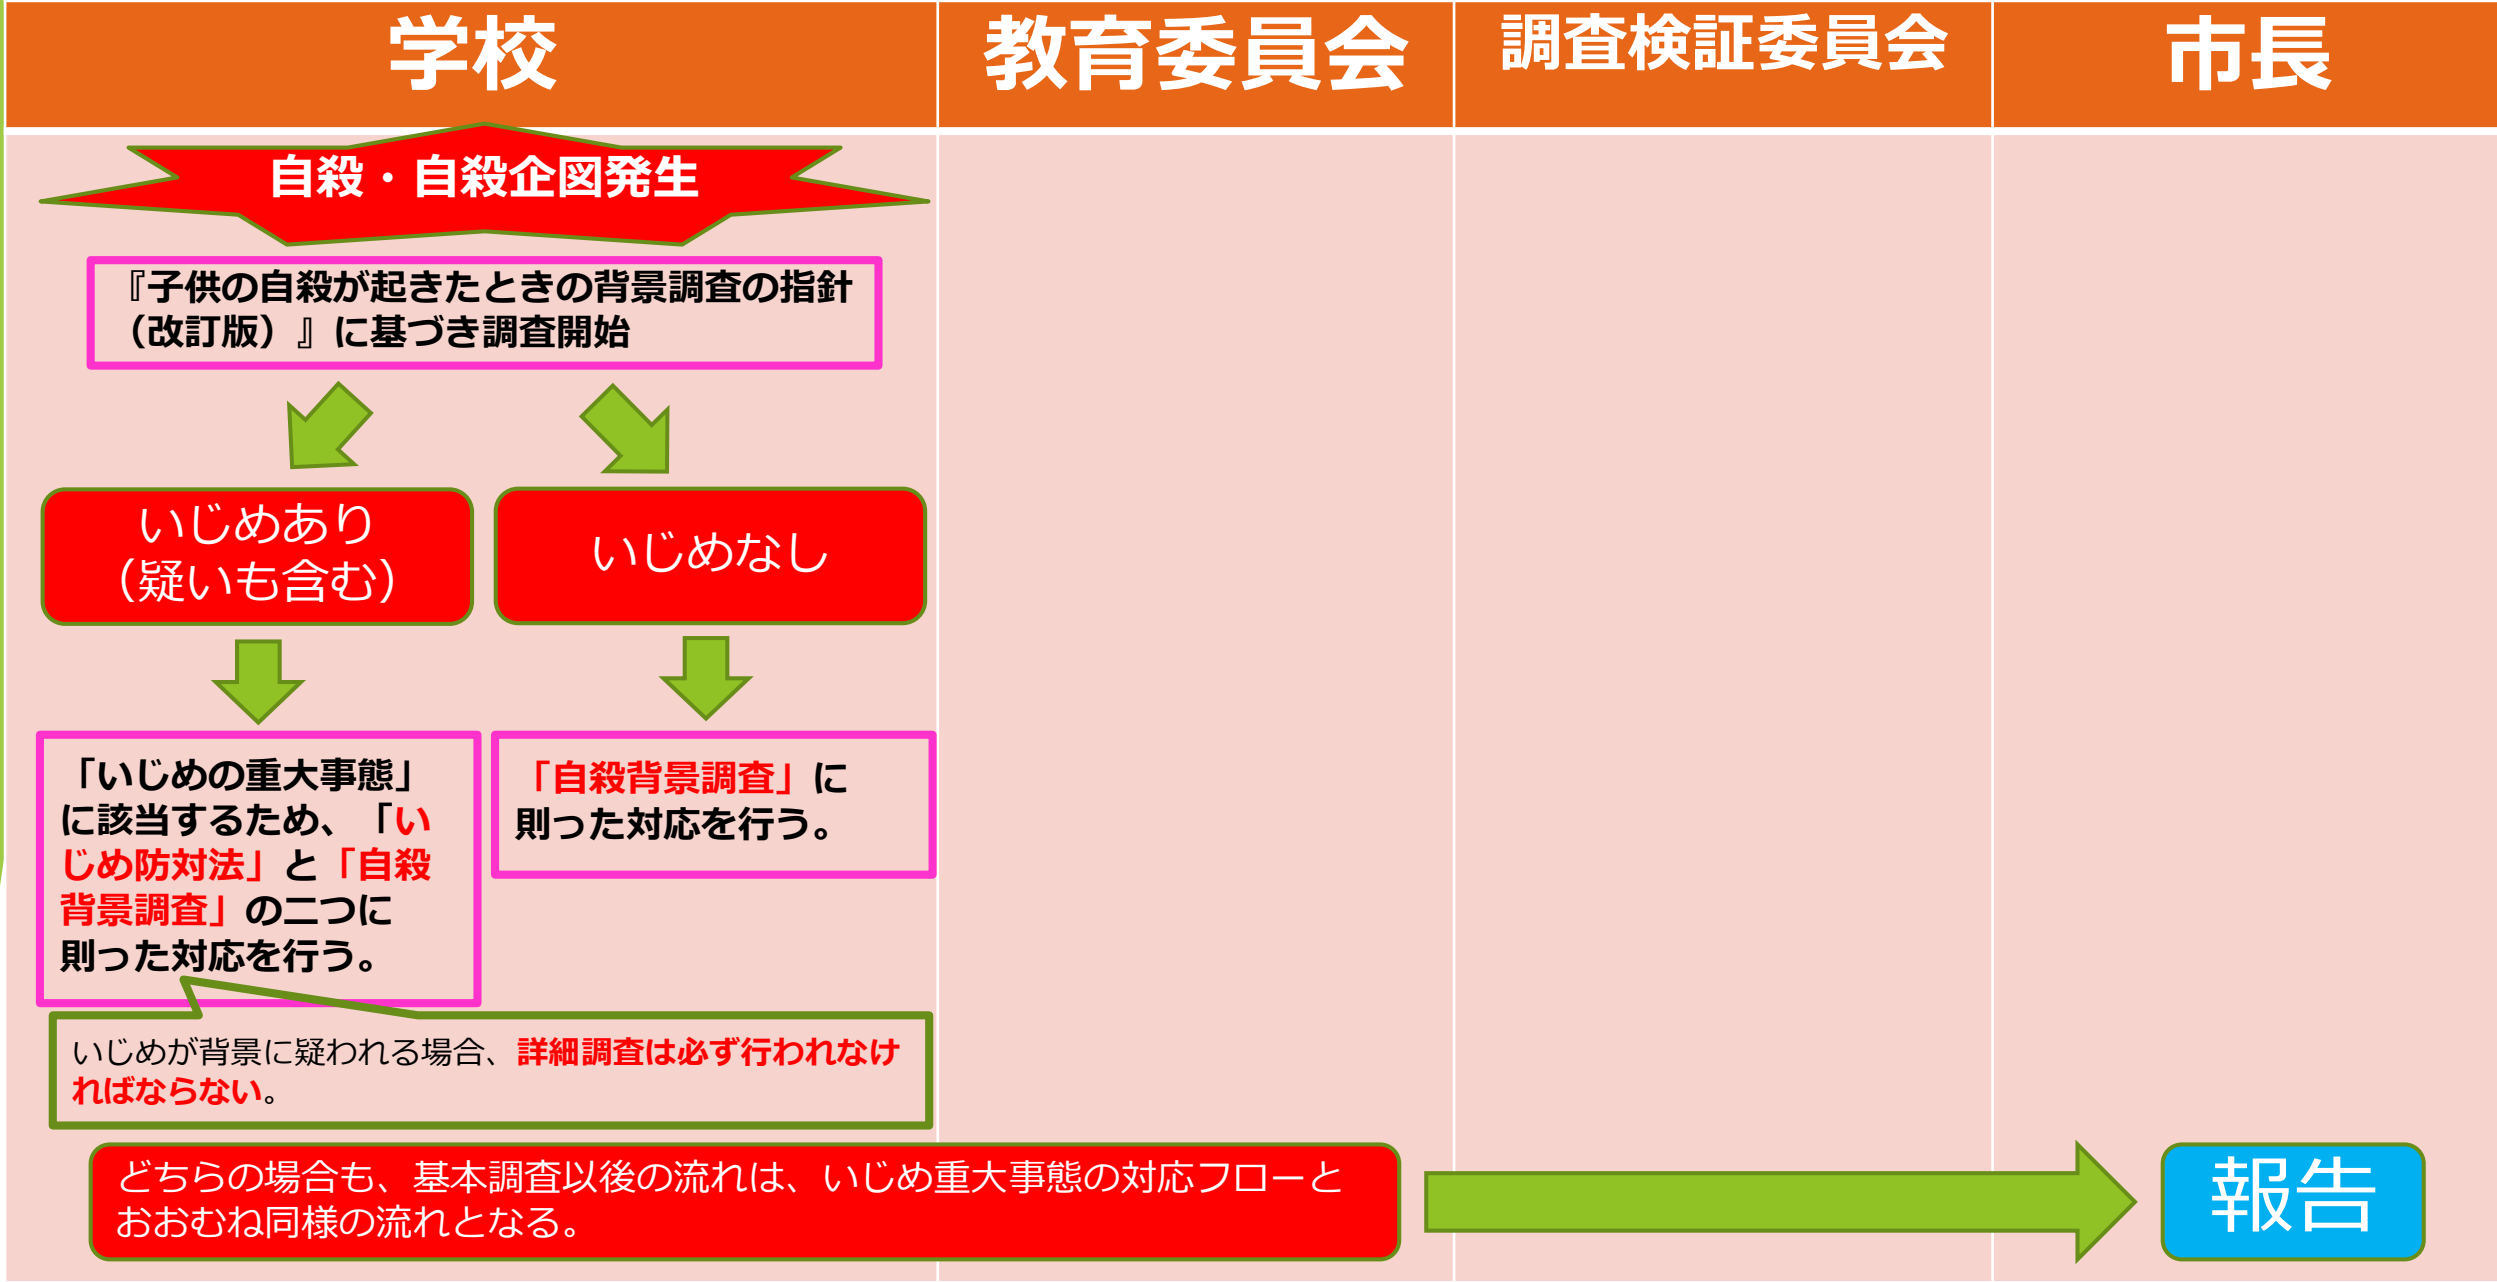 学校
教育委員会
調査検証委員会
市長
自殺・自殺企図発生
『子供の自殺が起きたときの背景調査の指針
（改訂版）』に基づき調査開始
いじめあり
（疑いも含む）
いじめなし
「いじめの重大事態」
に該当するため、「い
じめ防対法」と「自殺
背景調査」の二つに
則った対応を行う。
「自殺背景調査」に
則った対応を行う。
いじめが背景に疑われる場合、詳細調査は必ず行われなけ
ればならない。
どちらの場合も、基本調査以後の流れは、いじめ重大事態の対応フローと
おおむね同様の流れとなる。
報告